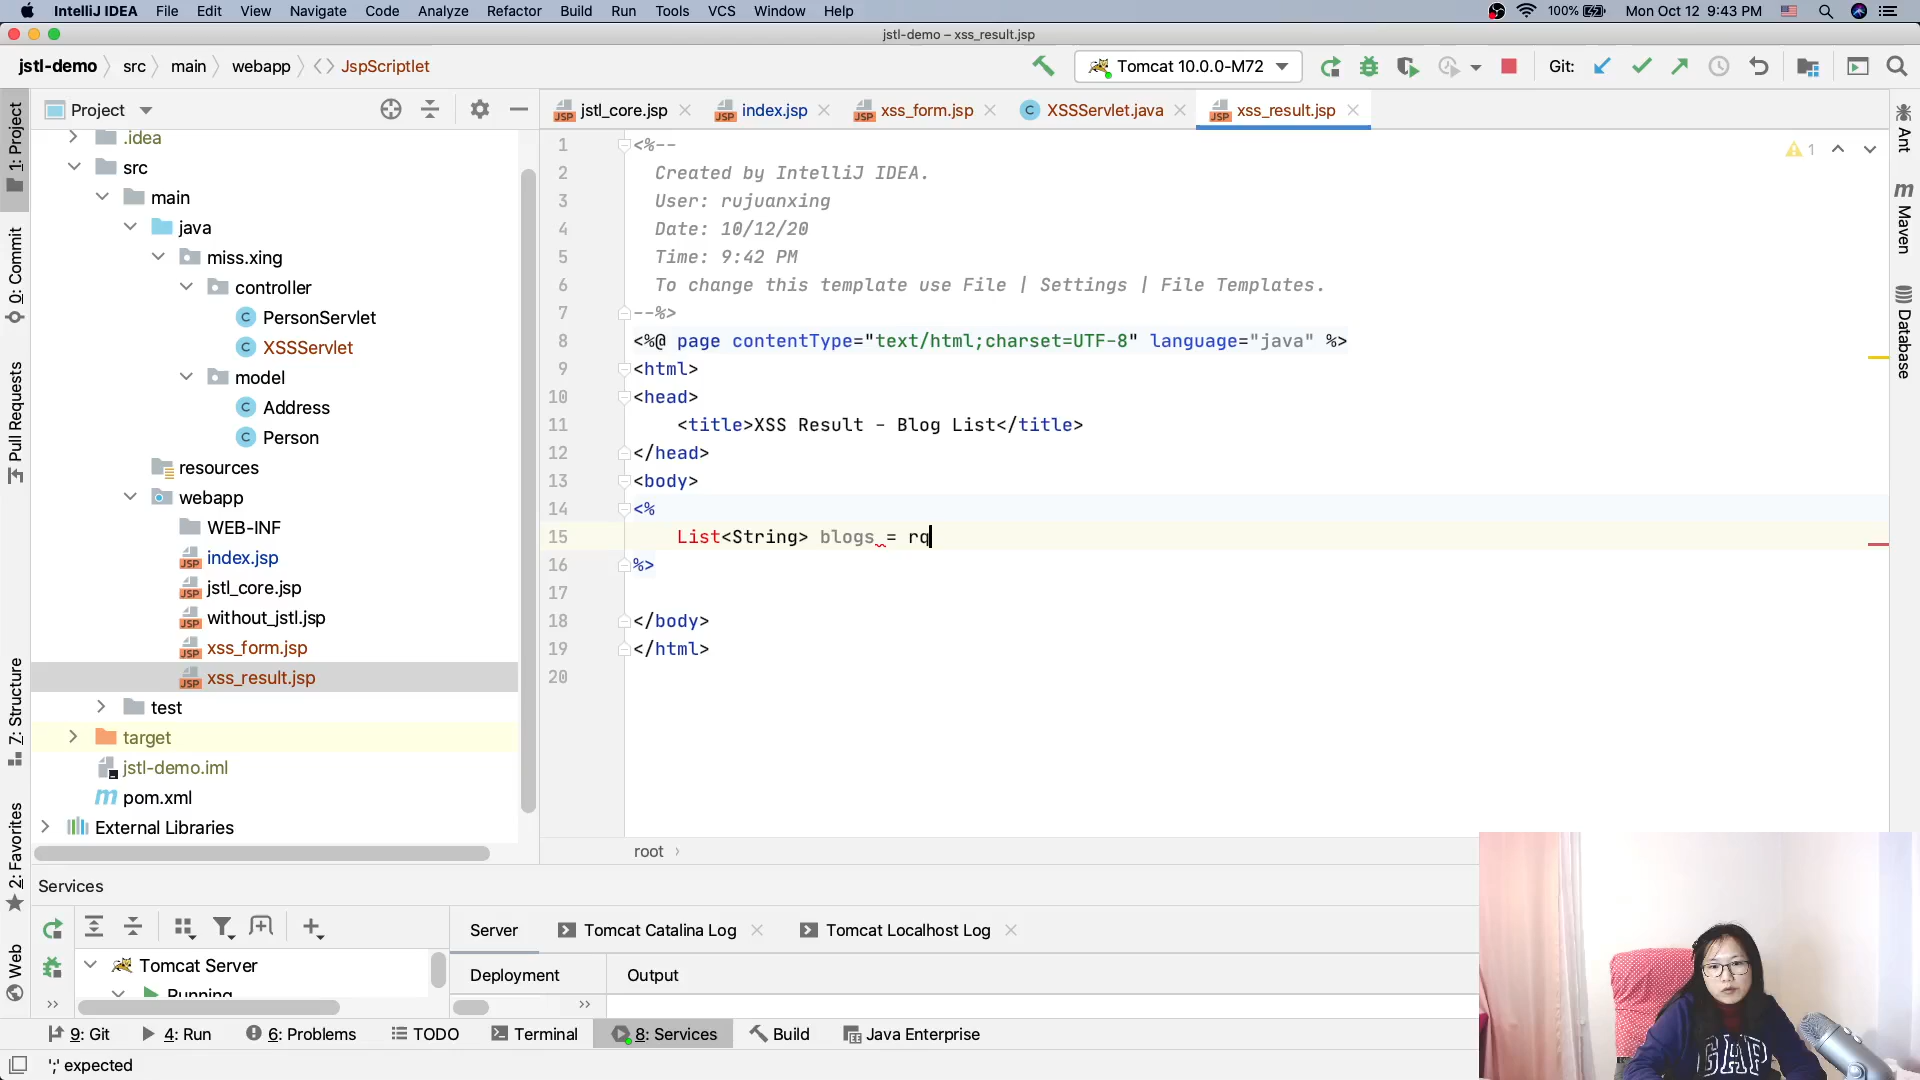 IntelliJ IDEA File Edit View Navigate Code Analyze Refactor Build Run Tools VCS Window Help 100% Mon Oct 12 9:43 PM
jstl-demo – xss_result.jsp
jstl-demo src main webapp JspScriptlet Tomcat 10.0.0-M72 Git:
Project jstl_core.jsp index.jsp xss_form.jsp XSSServlet.java xss_result.jsp
.idea
src
main
java
miss.xing
controller
PersonServlet
XSSServlet
model
Address
Person
resources
webapp
WEB-INF
index.jsp
jstl_core.jsp
without_jstl.jsp
xss_form.jsp
xss_result.jsp
test
target
jstl-demo.iml
pom.xml
External Libraries
1 <%--
2 Created by IntelliJ IDEA.
3 User: rujuanxing
4 Date: 10/12/20
5 Time: 9:42 PM
6 To change this template use File | Settings | File Templates.
7 --%>
8 <%@ page contentType="text/html;charset=UTF-8" language="java" %>
9 <html>
10 <head>
11 <title>XSS Result - Blog List</title>
12 </head>
13 <body>
14 <%
15 List<String> blogs = rq
16 %>
17
18 </body>
19 </html>
20
1
root
1: Project
0: Commit
Pull Requests
7: Structure
2: Favorites
Web
Ant
m Maven
Database
Services
Server Tomcat Catalina Log Tomcat Localhost Log
Tomcat Server
Running
Deployment Output
9: Git 4: Run 6: Problems TODO Terminal 8: Services Build Java Enterprise
';' expected
GAP